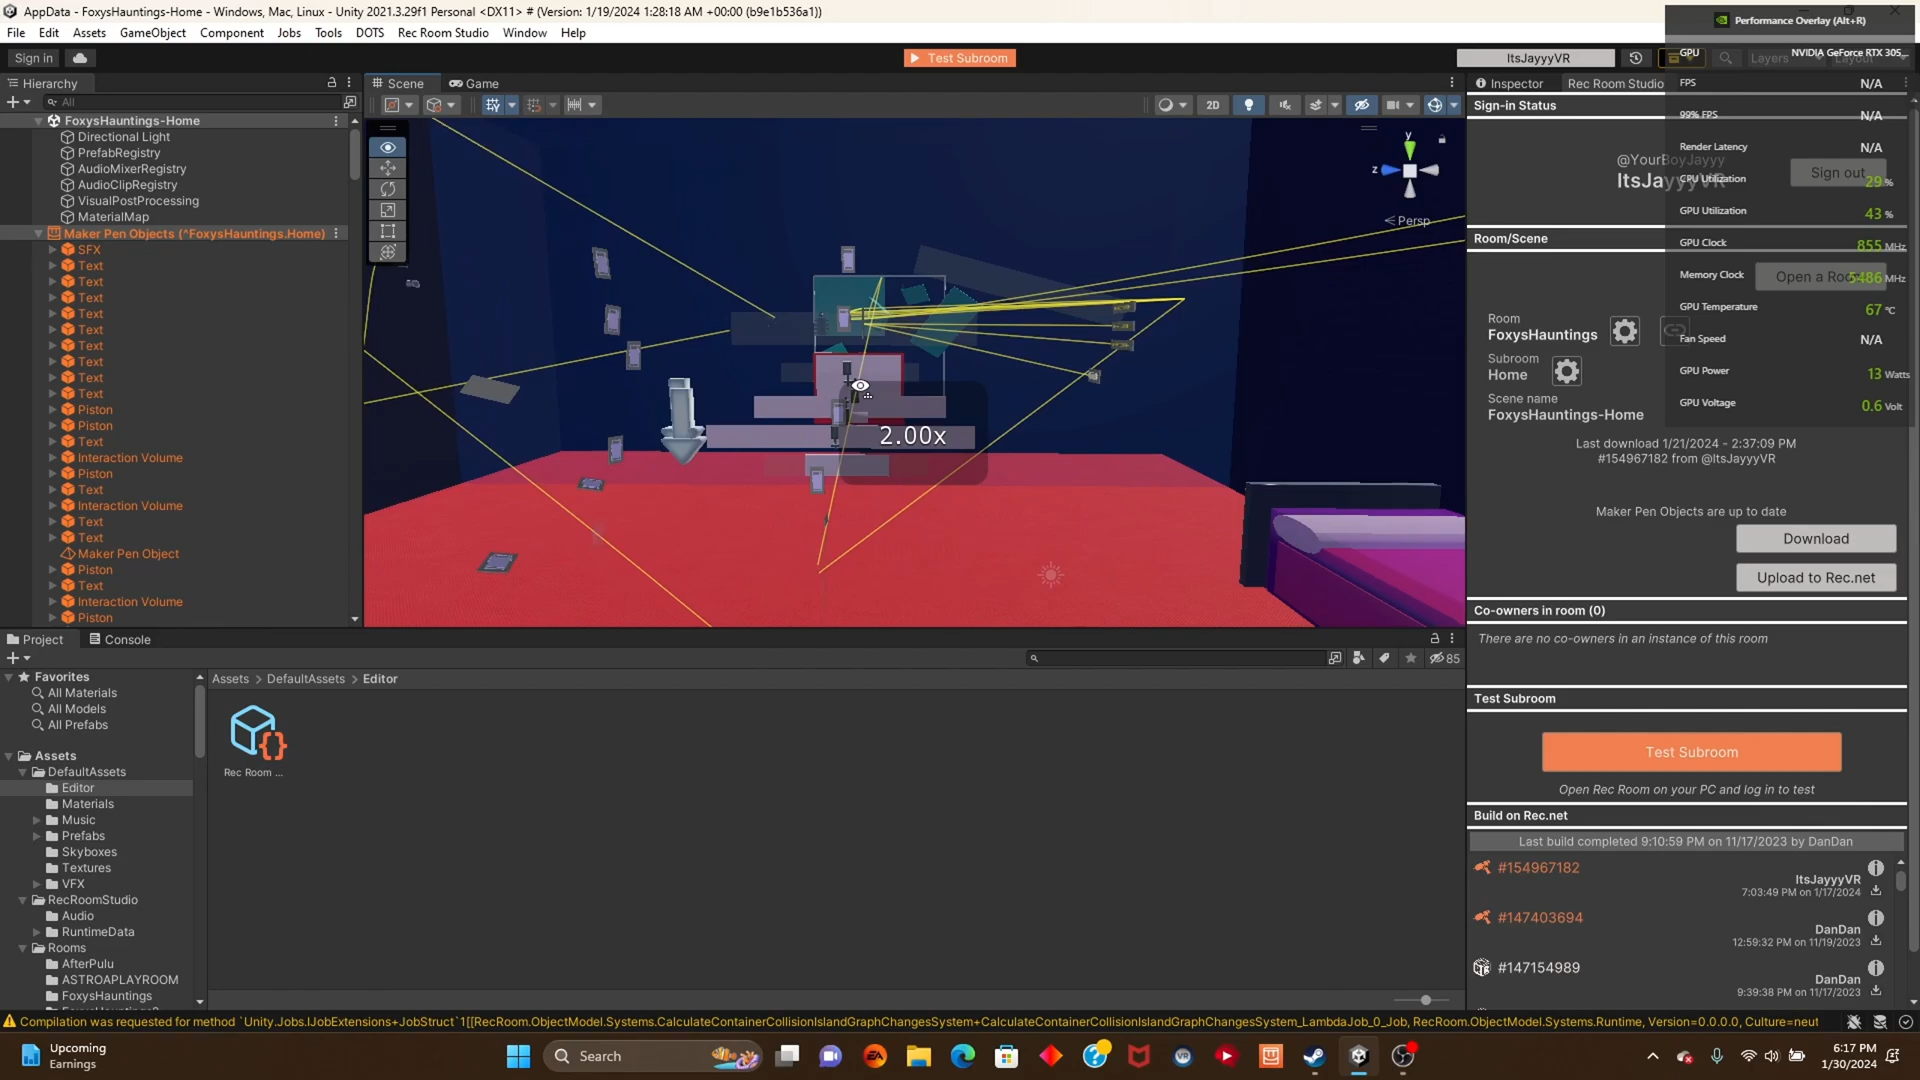 AppData - FoxysHauntings-Home - Windows, Mac, Linux - Unity 2021.3.29f1 Personal <DX11> # (Version: 1/19/2024 1:28:18 AM +00:00 (b9e1b536a1))
Performance Overlay (Alt+R)
File Edit Assets GameObject Component Jobs Tools DOTS Rec Room Studio Window Help
GPU NVIDIA GeForce RTX 305...
Sign in
Test Subroom
ItsJayyyVR
Layers
Layout
Hierarchy
Scene
Game
Inspector
Rec Room Studio
FPS N/A
All
2D
Sign-in Status
99% FPS N/A
FoxysHauntings-Home
Directional Light
PrefabRegistry
AudioMixerRegistry
AudioClipRegistry
VisualPostProcessing
MaterialMap
Maker Pen Objects (^FoxysHauntings.Home)
SFX
Text
Text
Text
Text
Text
Text
Text
Text
Text
Piston
Piston
Text
Interaction Volume
Piston
Text
Interaction Volume
Text
Text
Maker Pen Object
Piston
Text
Interaction Volume
Piston
y
z
Persp
2.00x
Render Latency N/A
@YourBoyJayyy
ItsJayyyVR
Sign out
CPU Utilization 29 %
GPU Utilization 43 %
Room/Scene
GPU Clock 855 MHz
Open a Roo
Memory Clock 5486 MHz
GPU Temperature 67 °C
Room
FoxysHauntings
Fan Speed N/A
Subroom
Home
GPU Power 13 Watts
Scene name
FoxysHauntings-Home
GPU Voltage 0.6 Volt
Last download 1/21/2024 - 2:37:09 PM
#154967182 from @ItsJayyyVR
Maker Pen Objects are up to date
Download
Upload to Rec.net
Co-owners in room (0)
There are no co-owners in an instance of this room
Test Subroom
Test Subroom
Open Rec Room on your PC and log in to test
Build on Rec.net
Last build completed 9:10:59 PM on 11/17/2023 by DanDan
#154967182
ItsJayyyVR
7:03:49 PM on 1/17/2024
#147403694
DanDan
12:59:32 PM on 11/19/2023
#147154989
DanDan
9:39:38 PM on 11/17/2023
Project
Console
85
Favorites
All Materials
All Models
All Prefabs
Assets
DefaultAssets
Editor
Materials
Music
Prefabs
Skyboxes
Textures
VFX
RecRoomStudio
Audio
RuntimeData
Rooms
AfterPulu
ASTROAPLAYROOM
FoxysHauntings
Assets > DefaultAssets > Editor
Rec Room ...
Compilation was requested for method `Unity.Jobs.IJobExtensions+JobStruct`1[[RecRoom.ObjectModel.Systems.CalculateContainerCollisionIslandGraphChangesSystem+CalculateContainerCollisionIslandGraphChangesSystem_LambdaJob_0_Job, RecRoom.ObjectModel.Systems.Runtime, Version=0.0.0.0, Culture=neut
Upcoming
Earnings
Search
6:17 PM
1/30/2024